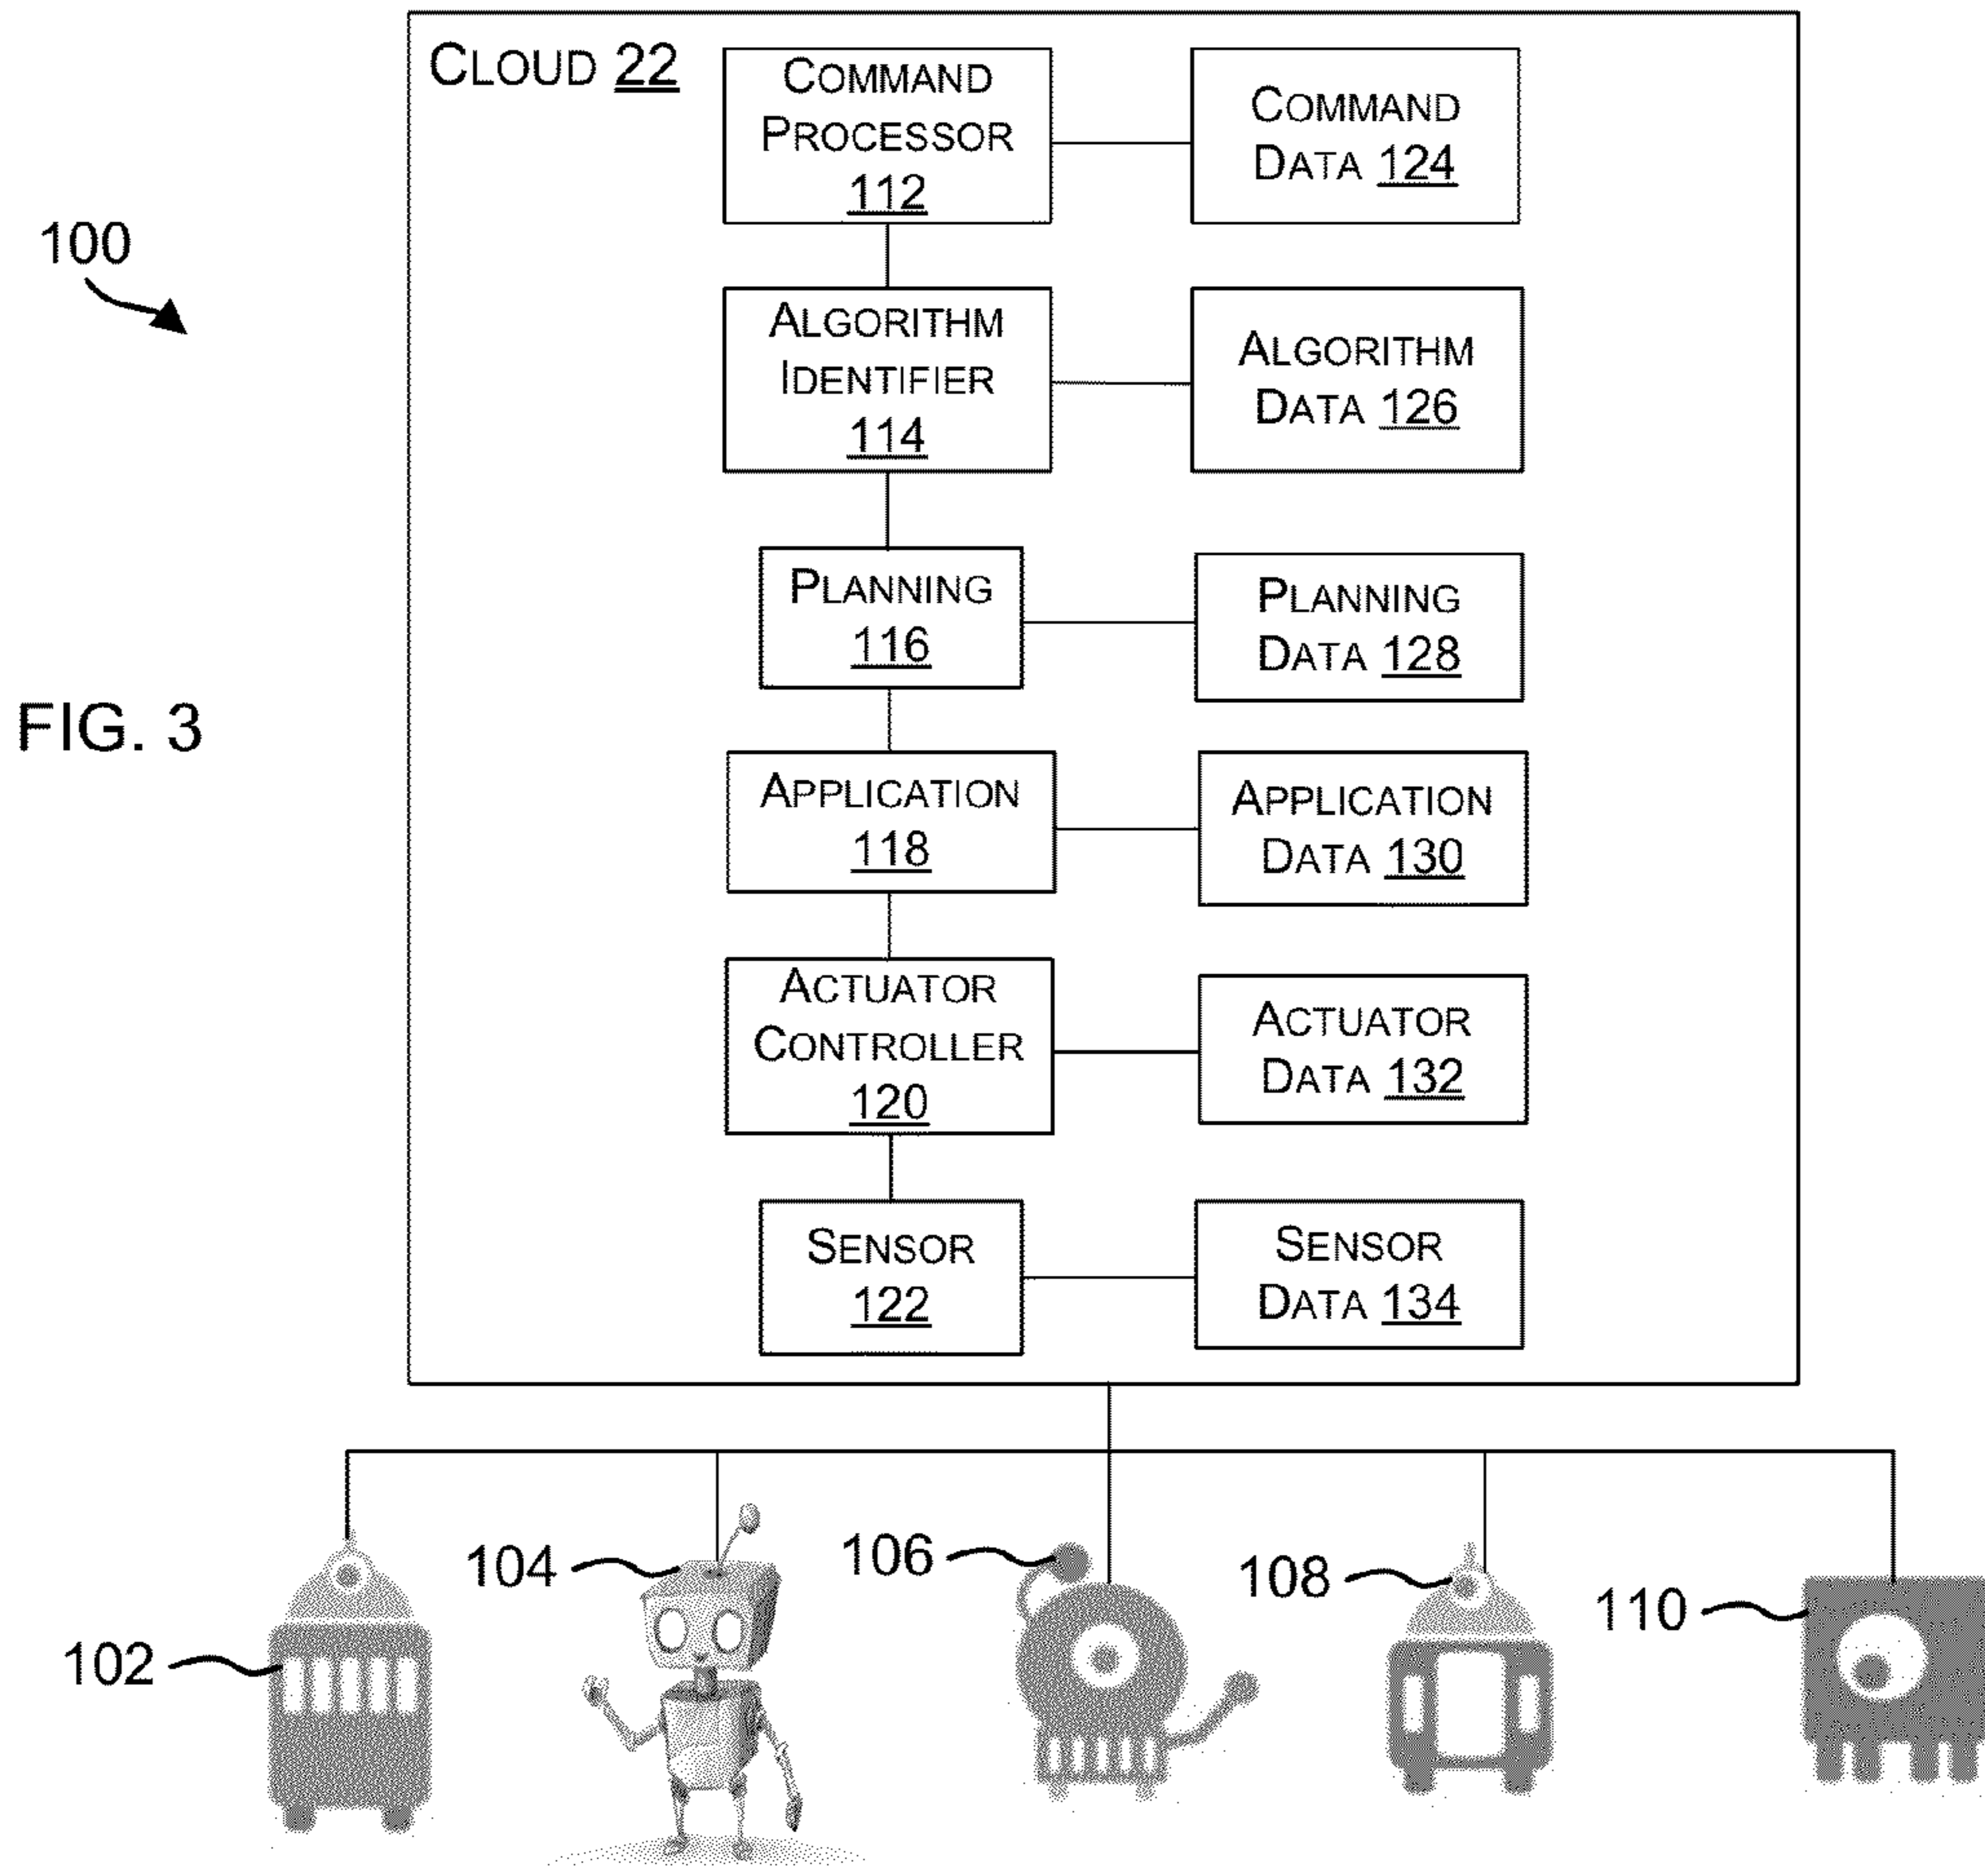 CLOUD 22
COMMAND
PROCESSOR
112
COMMAND
DATA 124
100
ALGORITHM
IDENTIFIER
114
ALGORITHM
DATA 126
PLANNING
116
PLANNING
DATA 128
FIG. 3
APPLICATION
118
APPLICATION
DATA 130
ACTUATOR
CONTROLLER
120
ACTUATOR
DATA 132
SENSOR
122
SENSOR
DATA 134
102
104
106
108
110